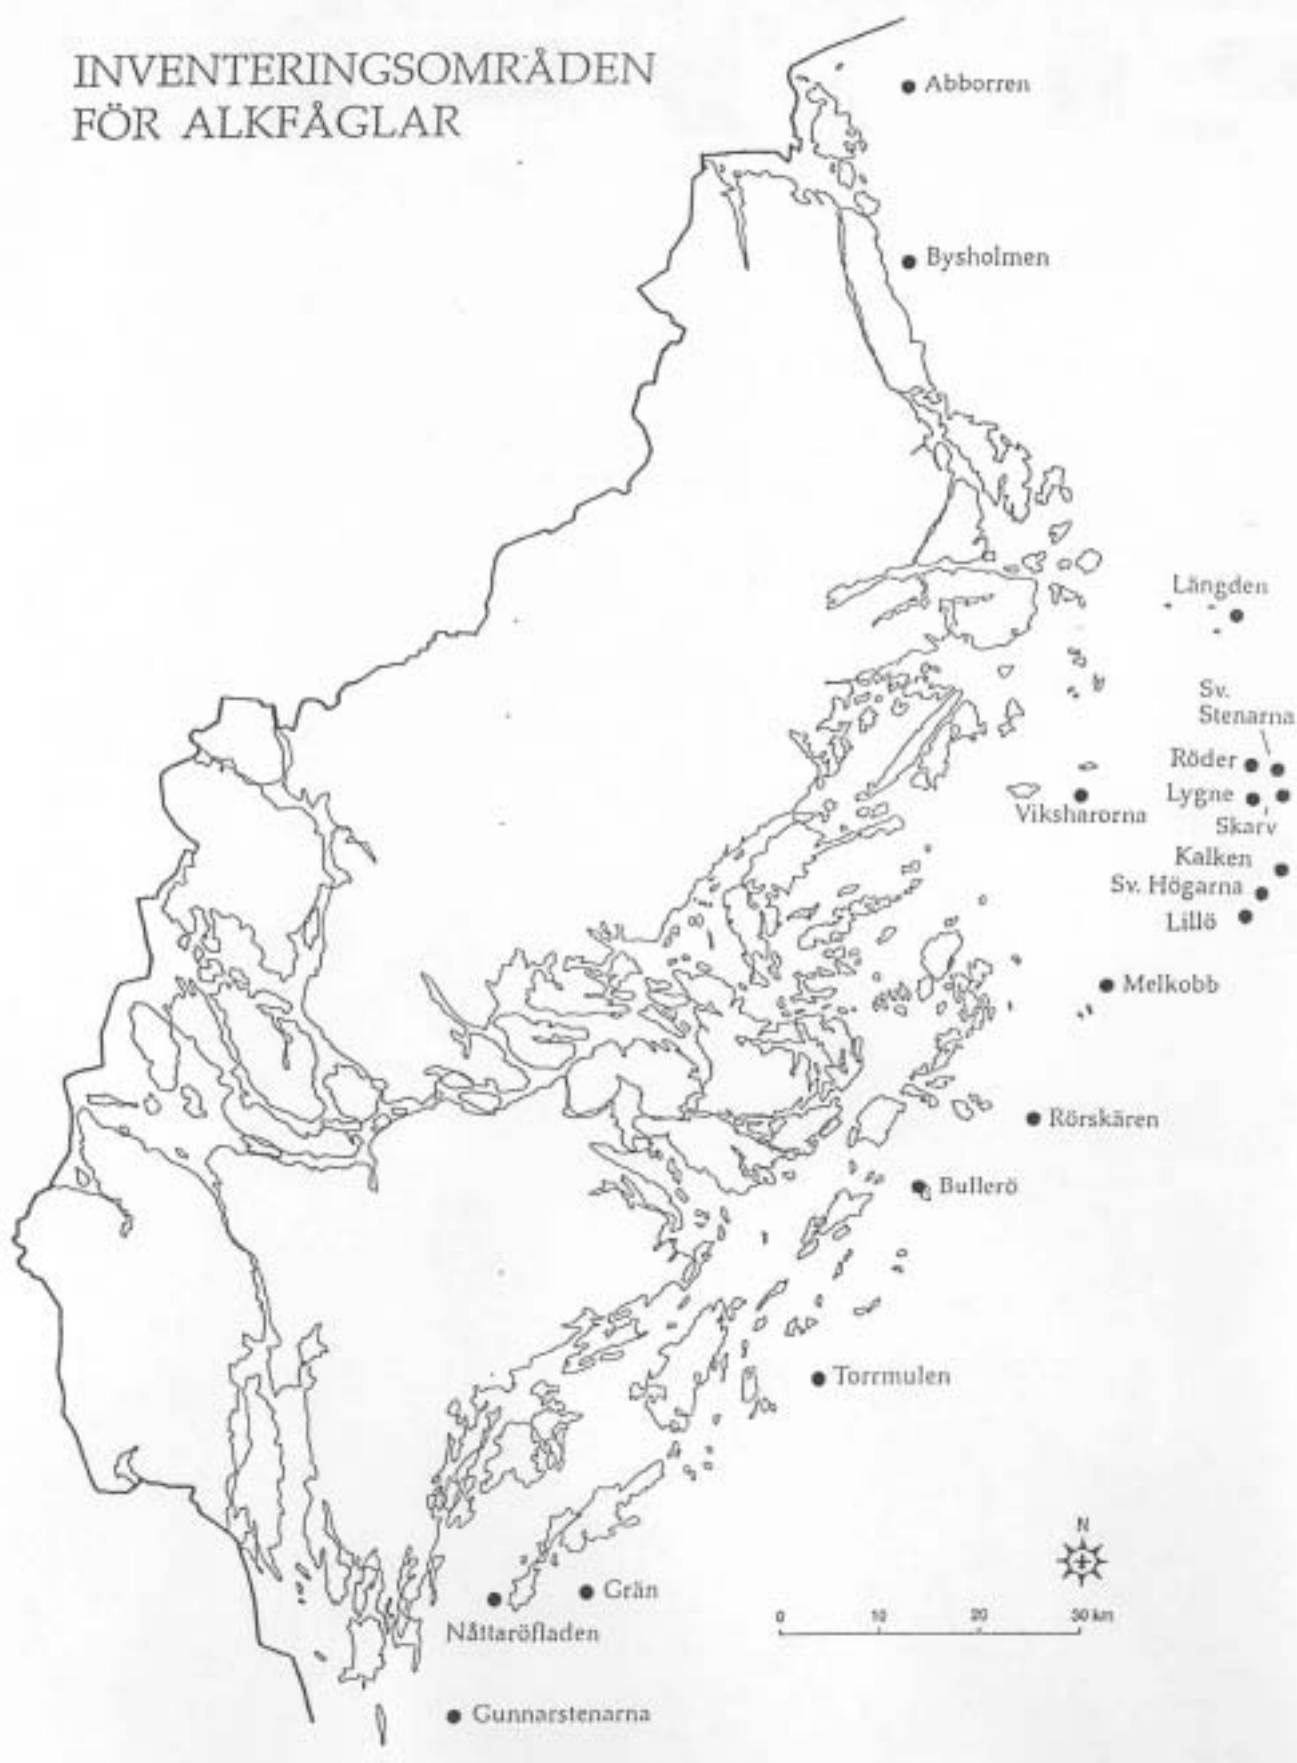 INVENTERINGSOMRÅDEN
FÖR ALKFÅGLAR
Abborren
Bysholmen
Längden
Sv.
Stenarna
Röder
Lygne
Viksharorna
Skarv
Kalken
Sv. Högarna
Lillö
Melkobb
Rörskären
Bullerö
Torrmulen
N
Grän
0 10 20 30 km
Nåttaröfladen
Gunnarstenarna